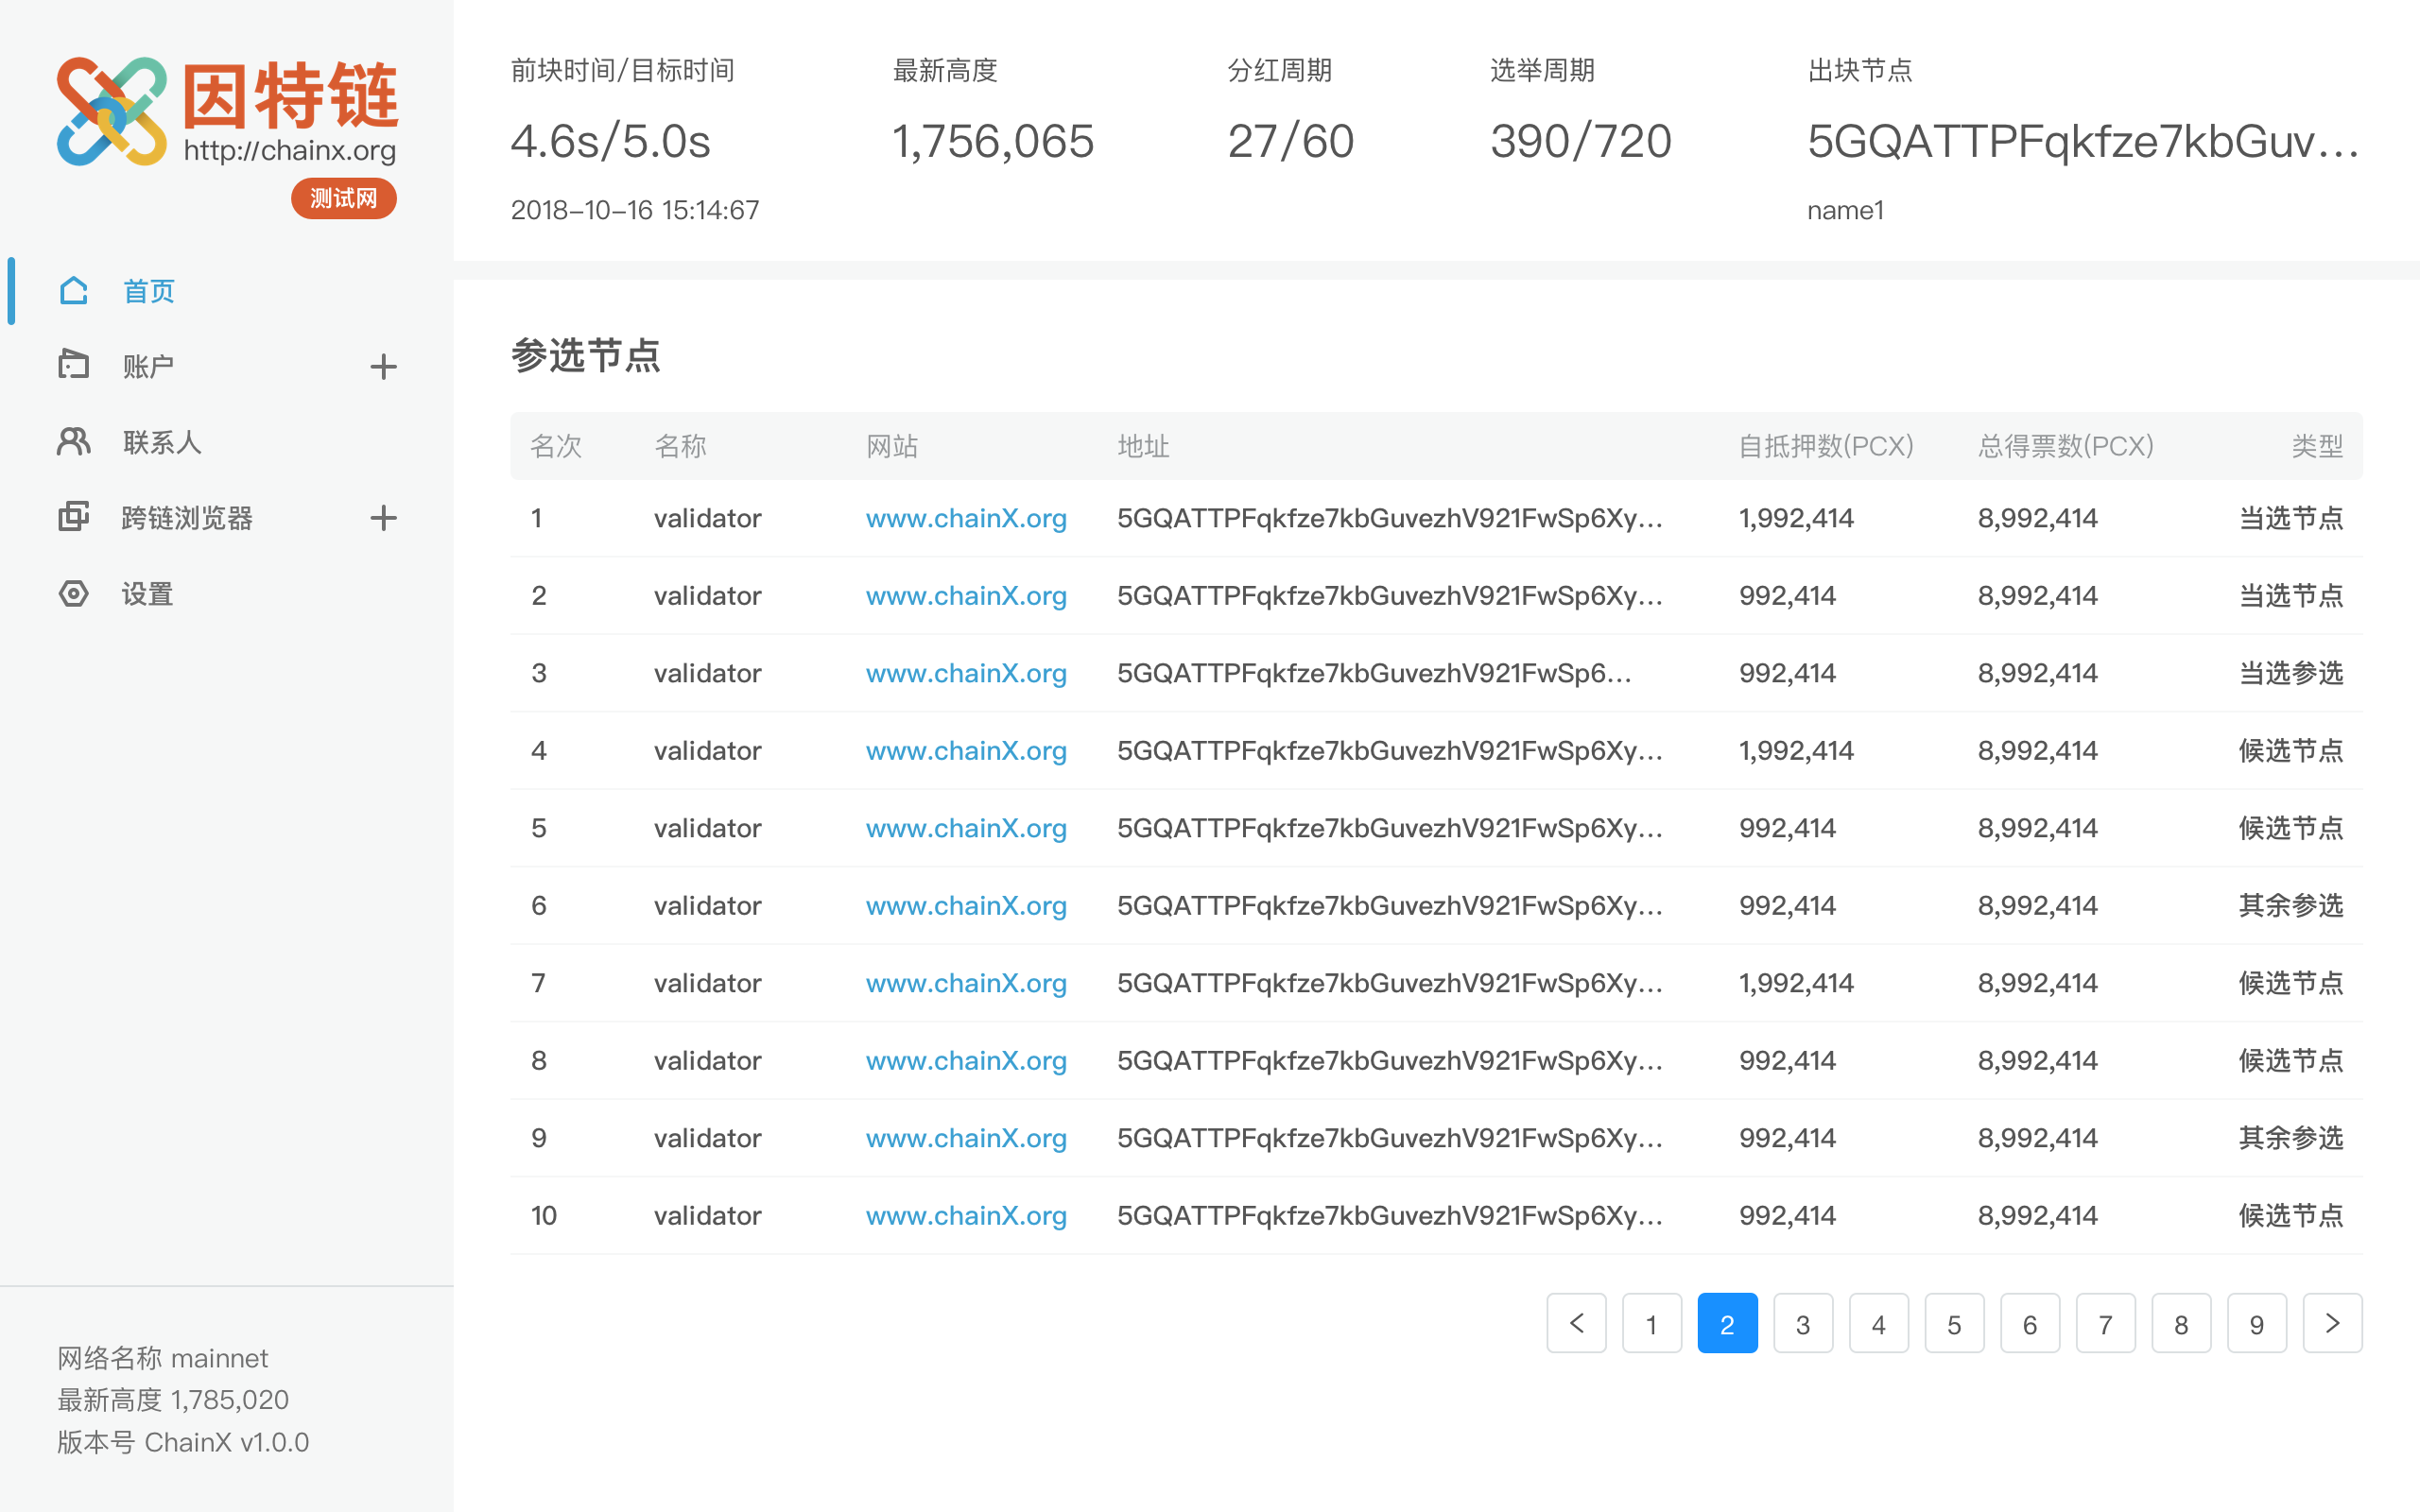 因特链
http://chainx.org
测试网
首页
账户
联系人
跨链浏览器
设置
网络名称 mainnet
最新高度 1,785,020
版本号 ChainX v1.0.0
前块时间/目标时间 最新高度 分红周期 选举周期 出块节点
4.6s/5.0s 1,756,065 27/60 390/720 5GQATTPFqkfze7kbGuv...
2018-10-16 15:14:67 name1
参选节点
名次 名称 网站 地址 自抵押数(PCX) 总得票数(PCX) 类型
1 validator www.chainX.org 5GQATTPFqkfze7kbGuvezhV921FwSp6Xy... 1,992,414 8,992,414 当选节点
2 validator www.chainX.org 5GQATTPFqkfze7kbGuvezhV921FwSp6Xy... 992,414 8,992,414 当选节点
3 validator www.chainX.org 5GQATTPFqkfze7kbGuvezhV921FwSp6... 992,414 8,992,414 当选参选
4 validator www.chainX.org 5GQATTPFqkfze7kbGuvezhV921FwSp6Xy... 1,992,414 8,992,414 候选节点
5 validator www.chainX.org 5GQATTPFqkfze7kbGuvezhV921FwSp6Xy... 992,414 8,992,414 候选节点
6 validator www.chainX.org 5GQATTPFqkfze7kbGuvezhV921FwSp6Xy... 992,414 8,992,414 其余参选
7 validator www.chainX.org 5GQATTPFqkfze7kbGuvezhV921FwSp6Xy... 1,992,414 8,992,414 候选节点
8 validator www.chainX.org 5GQATTPFqkfze7kbGuvezhV921FwSp6Xy... 992,414 8,992,414 候选节点
9 validator www.chainX.org 5GQATTPFqkfze7kbGuvezhV921FwSp6Xy... 992,414 8,992,414 其余参选
10 validator www.chainX.org 5GQATTPFqkfze7kbGuvezhV921FwSp6Xy... 992,414 8,992,414 候选节点
1 2 3 4 5 6 7 8 9